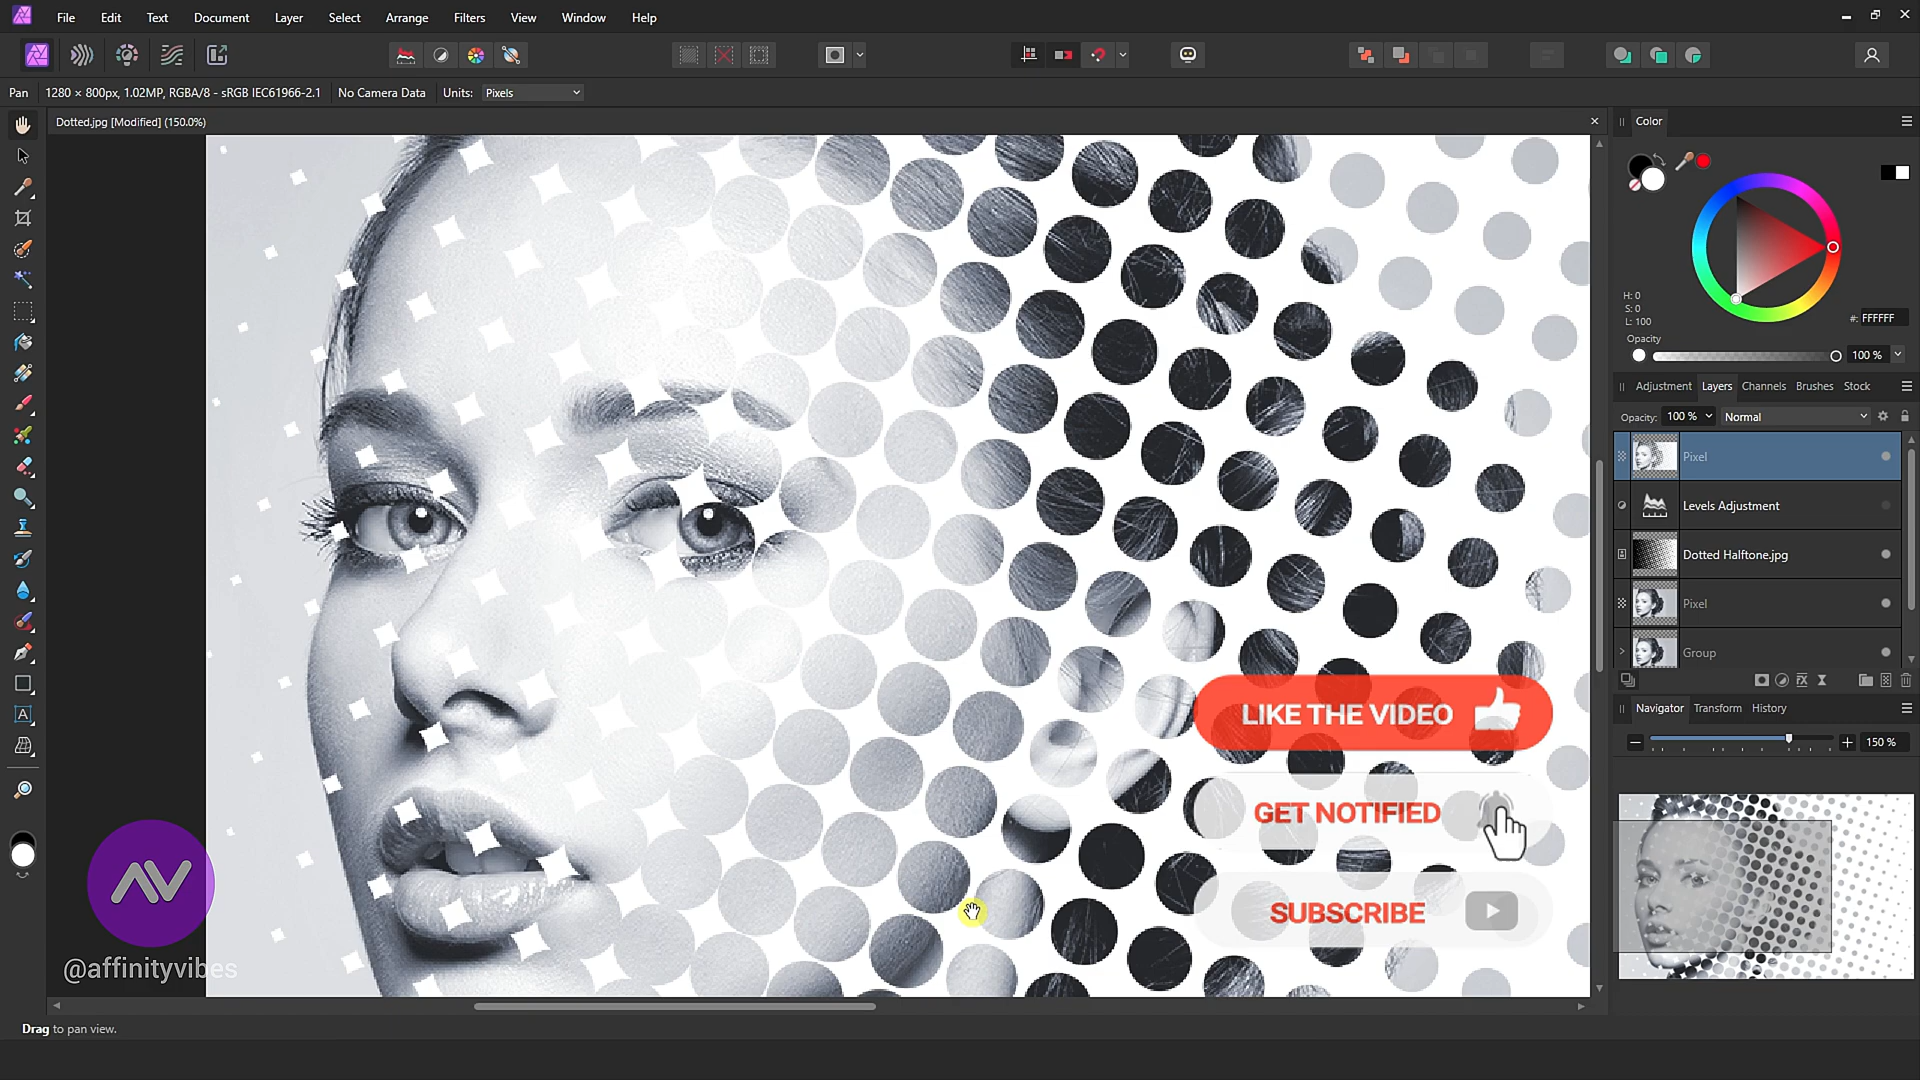 File Edit Text Document Layer Select Arrange Filters View Window Help
Pan 1280 × 800px, 1.02MP, RGBA/8 - sRGB IEC61966-2.1 No Camera Data Units: Pixels
Dotted.jpg [Modified] (150.0%)
Color
H: 0
S: 0
L: 100
#: FFFFFF
Opacity
100 %
Adjustment Layers Channels Brushes Stock
Opacity: 100 % Normal
Pixel
Levels Adjustment
Dotted Halftone.jpg
Pixel
Group
Navigator Transform History
150 %
LIKE THE VIDEO
GET NOTIFIED
SUBSCRIBE
AV
@affinityvibes
Drag to pan view.